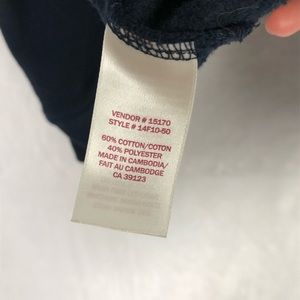 VENDOR # 15170
STYLE # 14F10-50
60% COTTON/COTON
40% POLYESTER
MADE IN CAMBODIA/
FAIT AU CAMBODGE
CA 39123